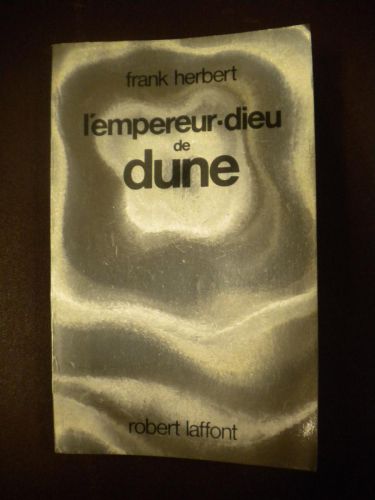 frank herbert
l'empereur·dieu
de
dune
robert laffont